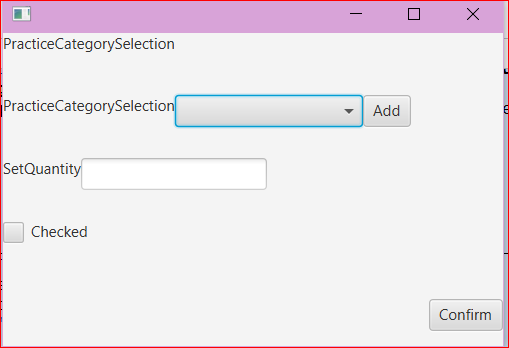 PracticeCategorySelection
PracticeCategorySelection Add
SetQuantity
Checked
Confirm